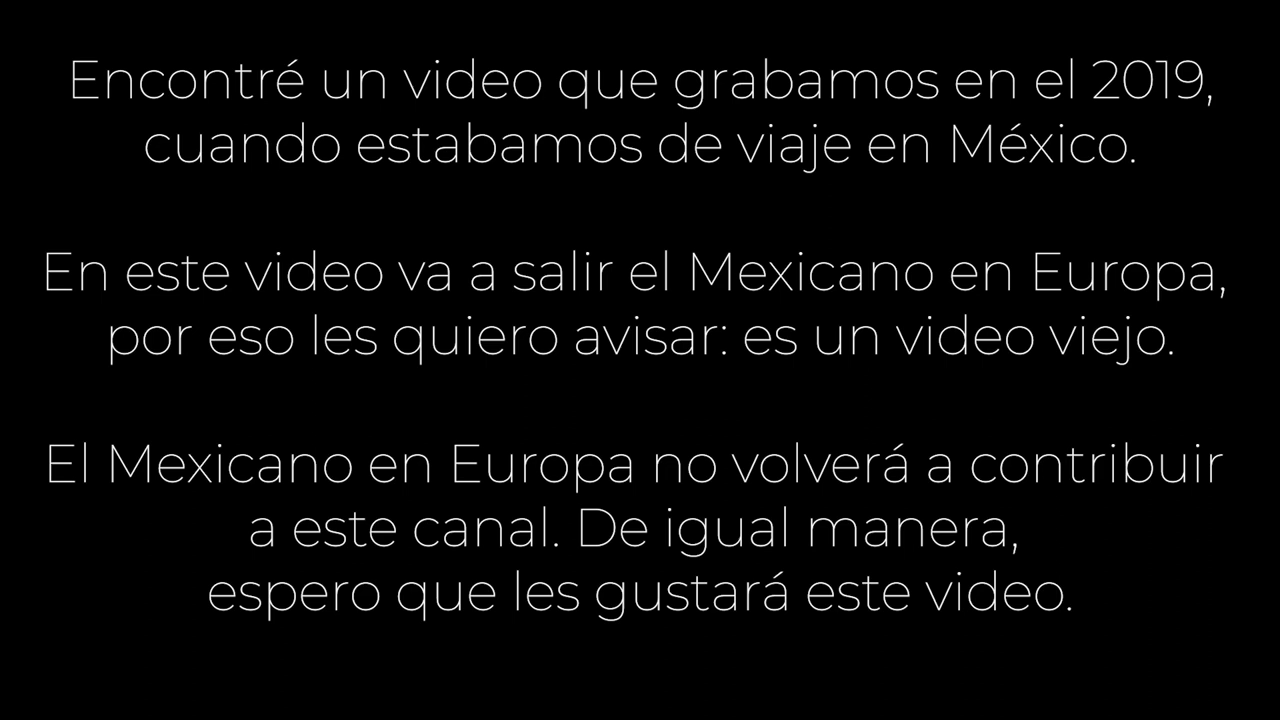 Encontré un video que grabamos en el 2019,
cuando estabamos de viaje en México.
En este video va a salir el Mexicano en Europa,
por eso les quiero avisar: es un video viejo.
El Mexicano en Europa no volverá a contribuir
a este canal. De igual manera,
espero que les gustará este video.